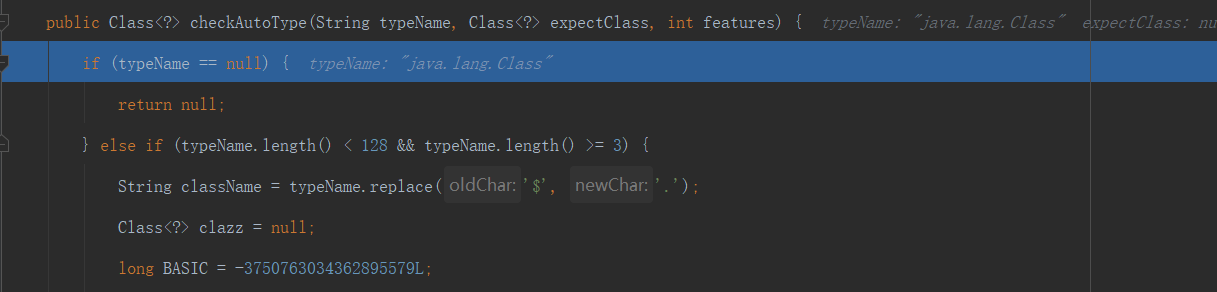 public Class<?> checkAutoType(String typeName, Class<?> expectClass, int features) { typeName: "java.lang.Class" expectClass: nu
if (typeName == null) { typeName: "java.lang.Class"
return null;
} else if (typeName.length() < 128 && typeName.length() >= 3) {
String className = typeName.replace( oldChar: '$', newChar: '.');
Class<?> clazz = null;
long BASIC = -3750763034362895579L;